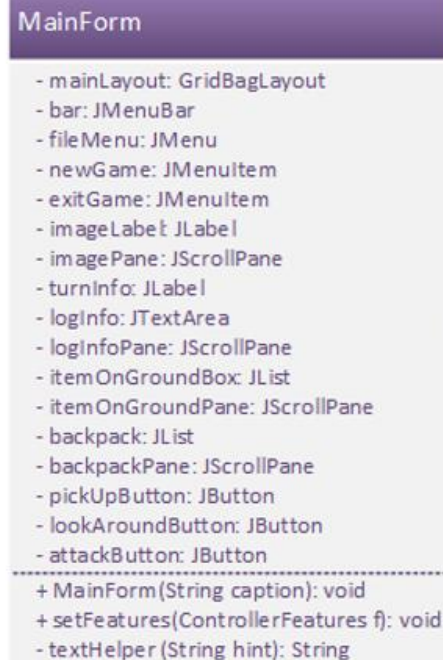 MainForm
- mainLayout: GridBagLayout
- bar: JMenuBar
- fileMenu: JMenu
- newGame: JMenuItem
- exitGame: JMenuItem
- imageLabel: JLabel
- imagePane: JScrollPane
- turnInfo: JLabel
- logInfo: JTextArea
- logInfoPane: JScrollPane
- itemOnGroundBox: JList
- itemOnGroundPane: JScrollPane
- backpack: JList
- backpackPane: JScrollPane
- pickUpButton: JButton
- lookAroundButton: JButton
- attackButton: JButton
+ MainForm(String caption): void
+ setFeatures(ControllerFeatures f): void
- textHelper(String hint): String